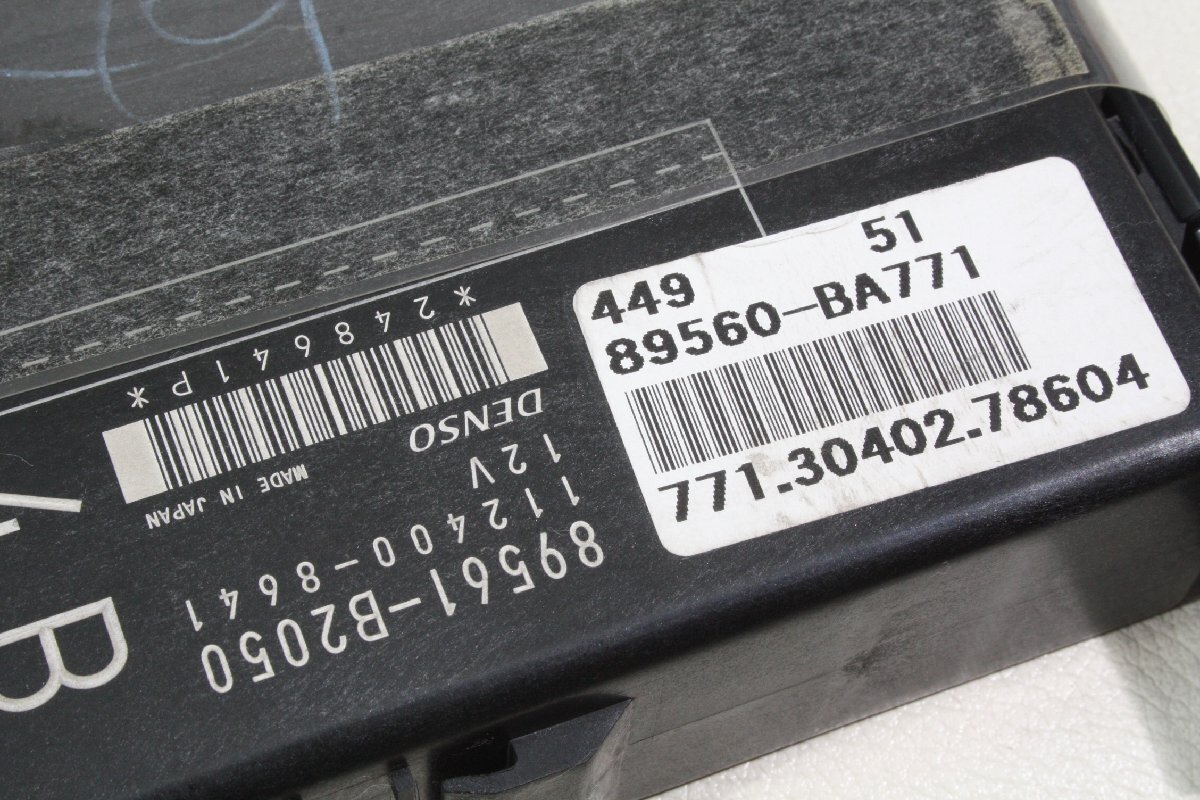 449 51
89560-BA771
771.30402.78604
89561-B2050
112400-8641
12V
DENSO
MADE IN JAPAN
*248641P*
B